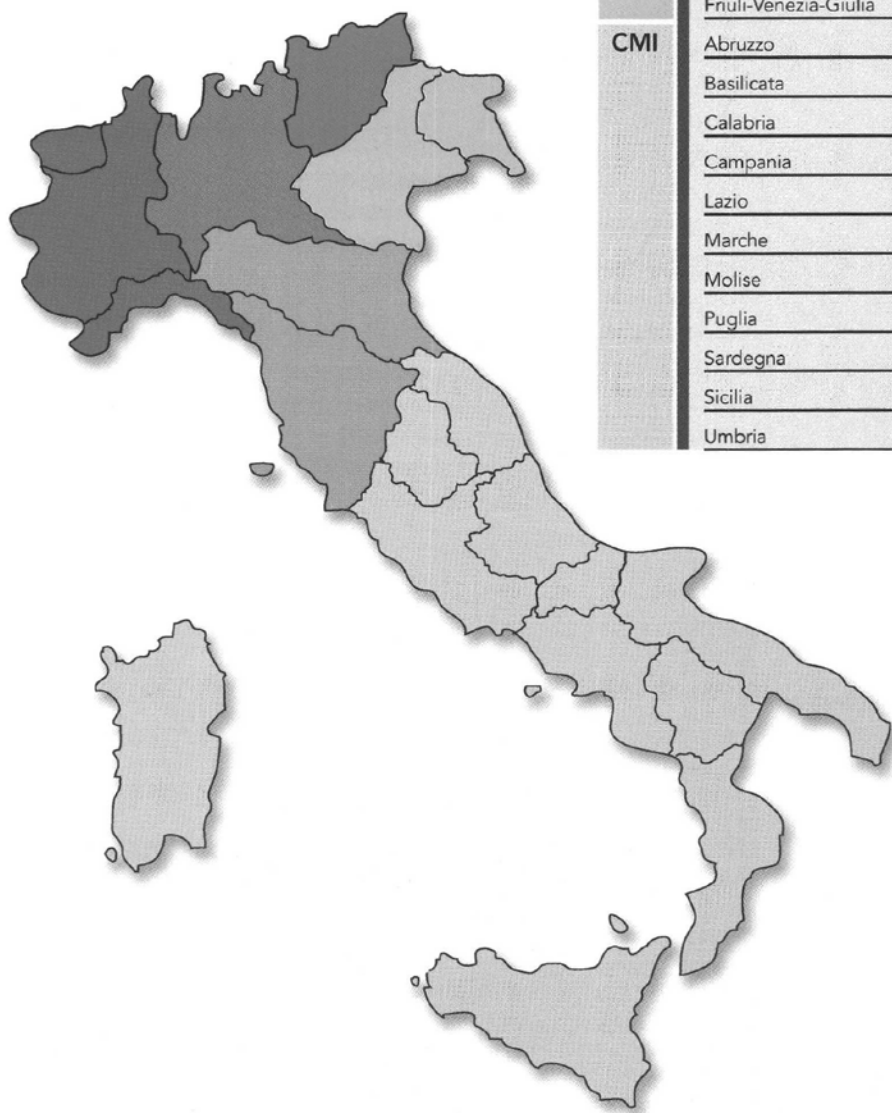 Friuli-Venezia-Giulia
CMI
Abruzzo
Basilicata
Calabria
Campania
Lazio
Marche
Molise
Puglia
Sardegna
Sicilia
Umbria